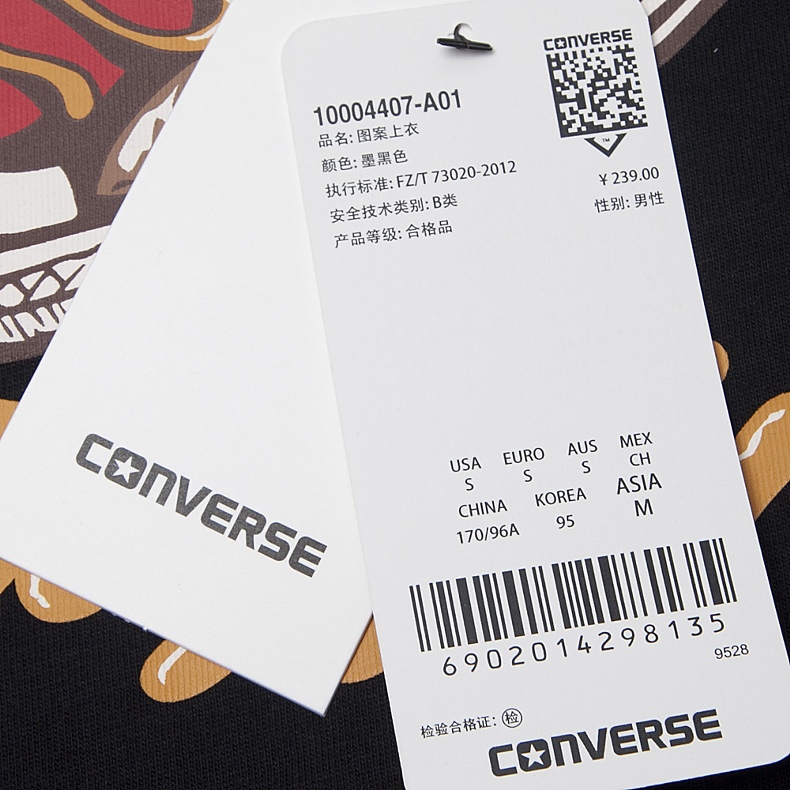 CONVERSE
10004407-A01
品名: 图案上衣
颜色: 墨黑色
执行标准: FZ/T 73020-2012
安全技术类别: B类
产品等级: 合格品
TM
￥239.00
性别: 男性
USA EURO AUS MEX
S S S CH
CHINA KOREA ASIA
170/96A 95 M
6902014298135
9528
检验合格证: 检
CONVERSE
CONVERSE